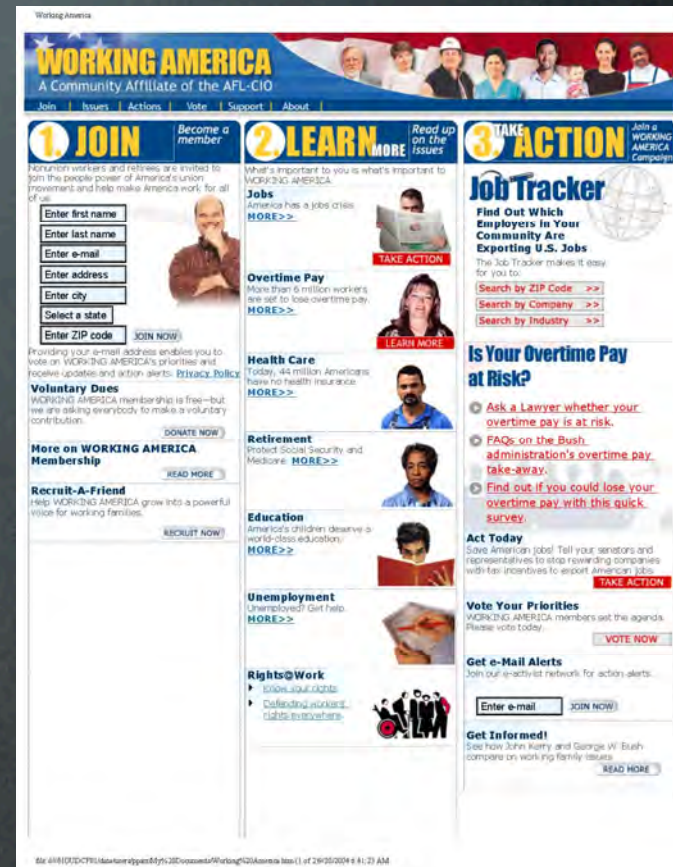 Working America
WORKING AMERICA
A Community Affiliate of the AFL-CIO
Join | Issues | Actions | Vote | Support | About |
1. JOIN
Become a
member
Nonunion workers and retirees are invited to
join the people power of America's union
movement and help make America work for all
of us.
Enter first name
Enter last name
Enter e-mail
Enter address
Enter city
Select a state
Enter ZIP code
JOIN NOW
Providing your e-mail address enables you to
vote on WORKING AMERICA's priorities and
receive updates and action alerts. Privacy Policy
Voluntary Dues
WORKING AMERICA membership is free—but
we are asking everybody to make a voluntary
contribution.
DONATE NOW
More on WORKING AMERICA
Membership
READ MORE
Recruit-A-Friend
Help WORKING AMERICA grow into a powerful
voice for working families.
RECRUIT NOW
2. LEARN MORE
Read up
on the
issues
What's important to you is what's important to
WORKING AMERICA.
Jobs
America has a jobs crisis.
MORE>>
TAKE ACTION
Overtime Pay
More than 6 million workers
are set to lose overtime pay.
MORE>>
LEARN MORE
Health Care
Today, 44 million Americans
have no health insurance.
MORE>>
Retirement
Protect Social Security and
Medicare. MORE>>
Education
America's children deserve a
world-class education.
MORE>>
Unemployment
Unemployed? Get help.
MORE>>
Rights@Work
Know your rights.
Defending workers'
rights everywhere.
3. TAKE ACTION
Join a
WORKING
AMERICA
Campaign
Job Tracker
Find Out Which
Employers in Your
Community Are
Exporting U.S. Jobs
The Job Tracker makes it easy
for you to:
Search by ZIP Code >>
Search by Company >>
Search by Industry >>
Is Your Overtime Pay
at Risk?
Ask a Lawyer whether your
overtime pay is at risk.
FAQs on the Bush
administration's overtime pay
take-away.
Find out if you could lose your
overtime pay with this quick
survey.
Act Today
Save American jobs! Tell your senators and
representatives to stop rewarding companies
with tax incentives to export American jobs.
TAKE ACTION
Vote Your Priorities
WORKING AMERICA members set the agenda.
Please vote today.
VOTE NOW
Get e-Mail Alerts
Join our e-activist network for action alerts.
Enter e-mail
JOIN NOW
Get Informed!
See how John Kerry and George W. Bush
compare on working family issues.
READ MORE